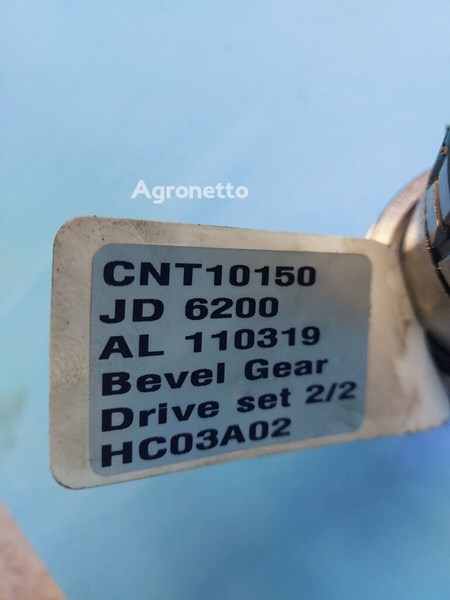 Agronetto
CNT10150
JD 6200
AL 110319
Bevel Gear
Drive set 2/2
HC03A02